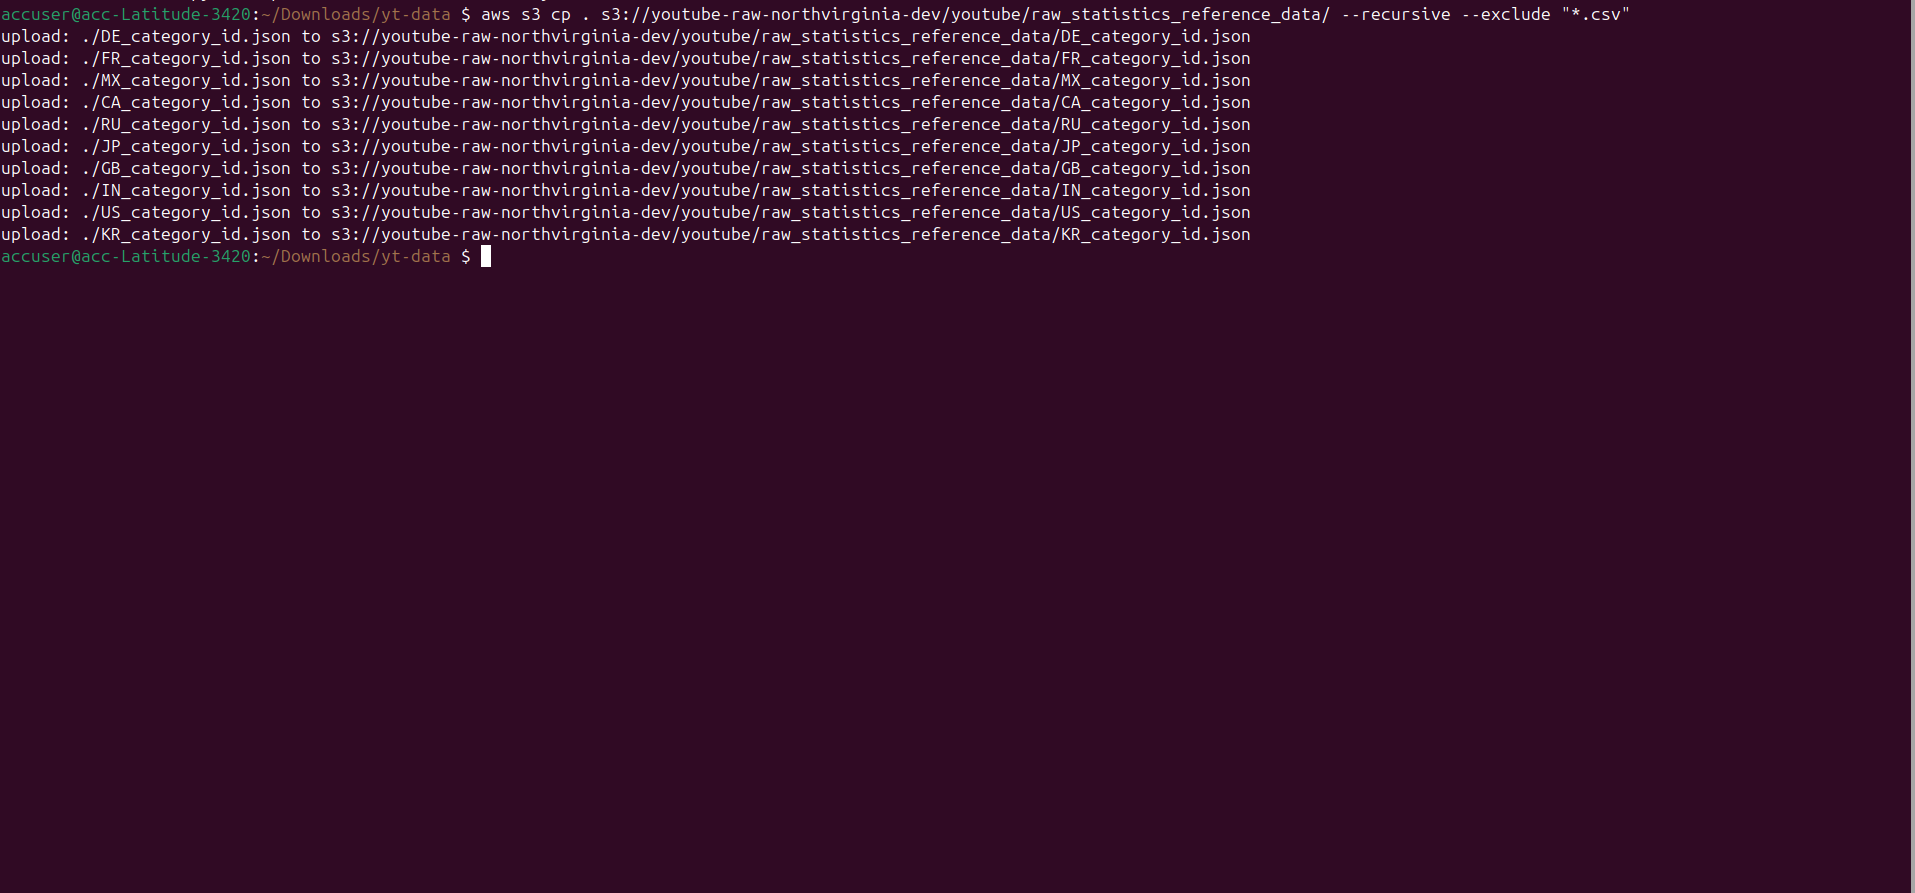 accuser@acc-Latitude-3420:~/Downloads/yt-data $ aws s3 cp . s3://youtube-raw-northvirginia-dev/youtube/raw_statistics_reference_data/ --recursive --exclude "*.csv"
upload: ./DE_category_id.json to s3://youtube-raw-northvirginia-dev/youtube/raw_statistics_reference_data/DE_category_id.json
upload: ./FR_category_id.json to s3://youtube-raw-northvirginia-dev/youtube/raw_statistics_reference_data/FR_category_id.json
upload: ./MX_category_id.json to s3://youtube-raw-northvirginia-dev/youtube/raw_statistics_reference_data/MX_category_id.json
upload: ./CA_category_id.json to s3://youtube-raw-northvirginia-dev/youtube/raw_statistics_reference_data/CA_category_id.json
upload: ./RU_category_id.json to s3://youtube-raw-northvirginia-dev/youtube/raw_statistics_reference_data/RU_category_id.json
upload: ./JP_category_id.json to s3://youtube-raw-northvirginia-dev/youtube/raw_statistics_reference_data/JP_category_id.json
upload: ./GB_category_id.json to s3://youtube-raw-northvirginia-dev/youtube/raw_statistics_reference_data/GB_category_id.json
upload: ./IN_category_id.json to s3://youtube-raw-northvirginia-dev/youtube/raw_statistics_reference_data/IN_category_id.json
upload: ./US_category_id.json to s3://youtube-raw-northvirginia-dev/youtube/raw_statistics_reference_data/US_category_id.json
upload: ./KR_category_id.json to s3://youtube-raw-northvirginia-dev/youtube/raw_statistics_reference_data/KR_category_id.json
accuser@acc-Latitude-3420:~/Downloads/yt-data $